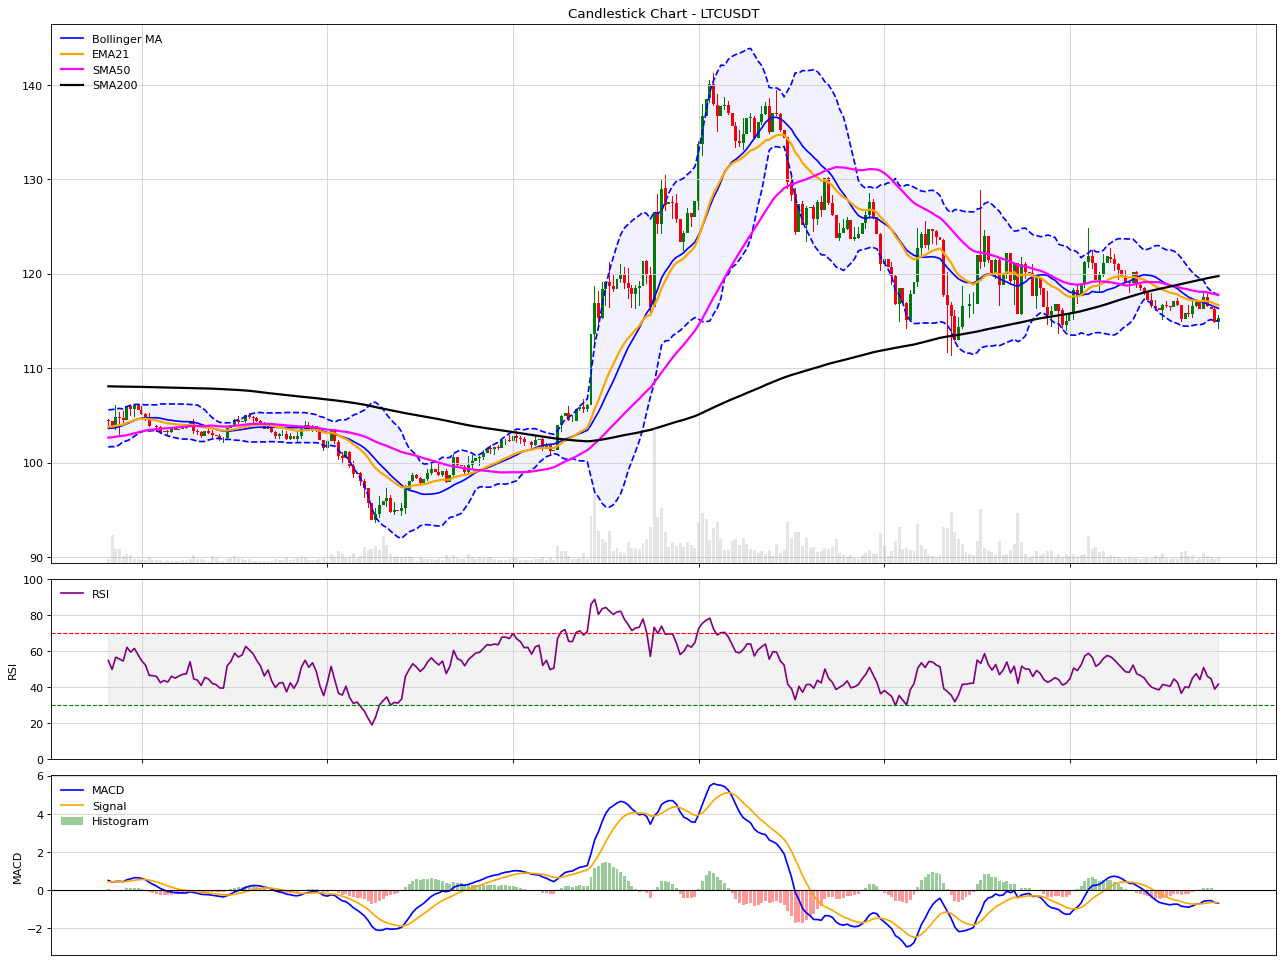 Candlestick Chart - LTCUSDT
Bollinger MA
EMA21
SMA50
SMA200
140
130
120
110
100
90
RSI
100
80
60
40
20
0
RSI
MACD
Signal
Histogram
6
4
2
0
−2
MACD